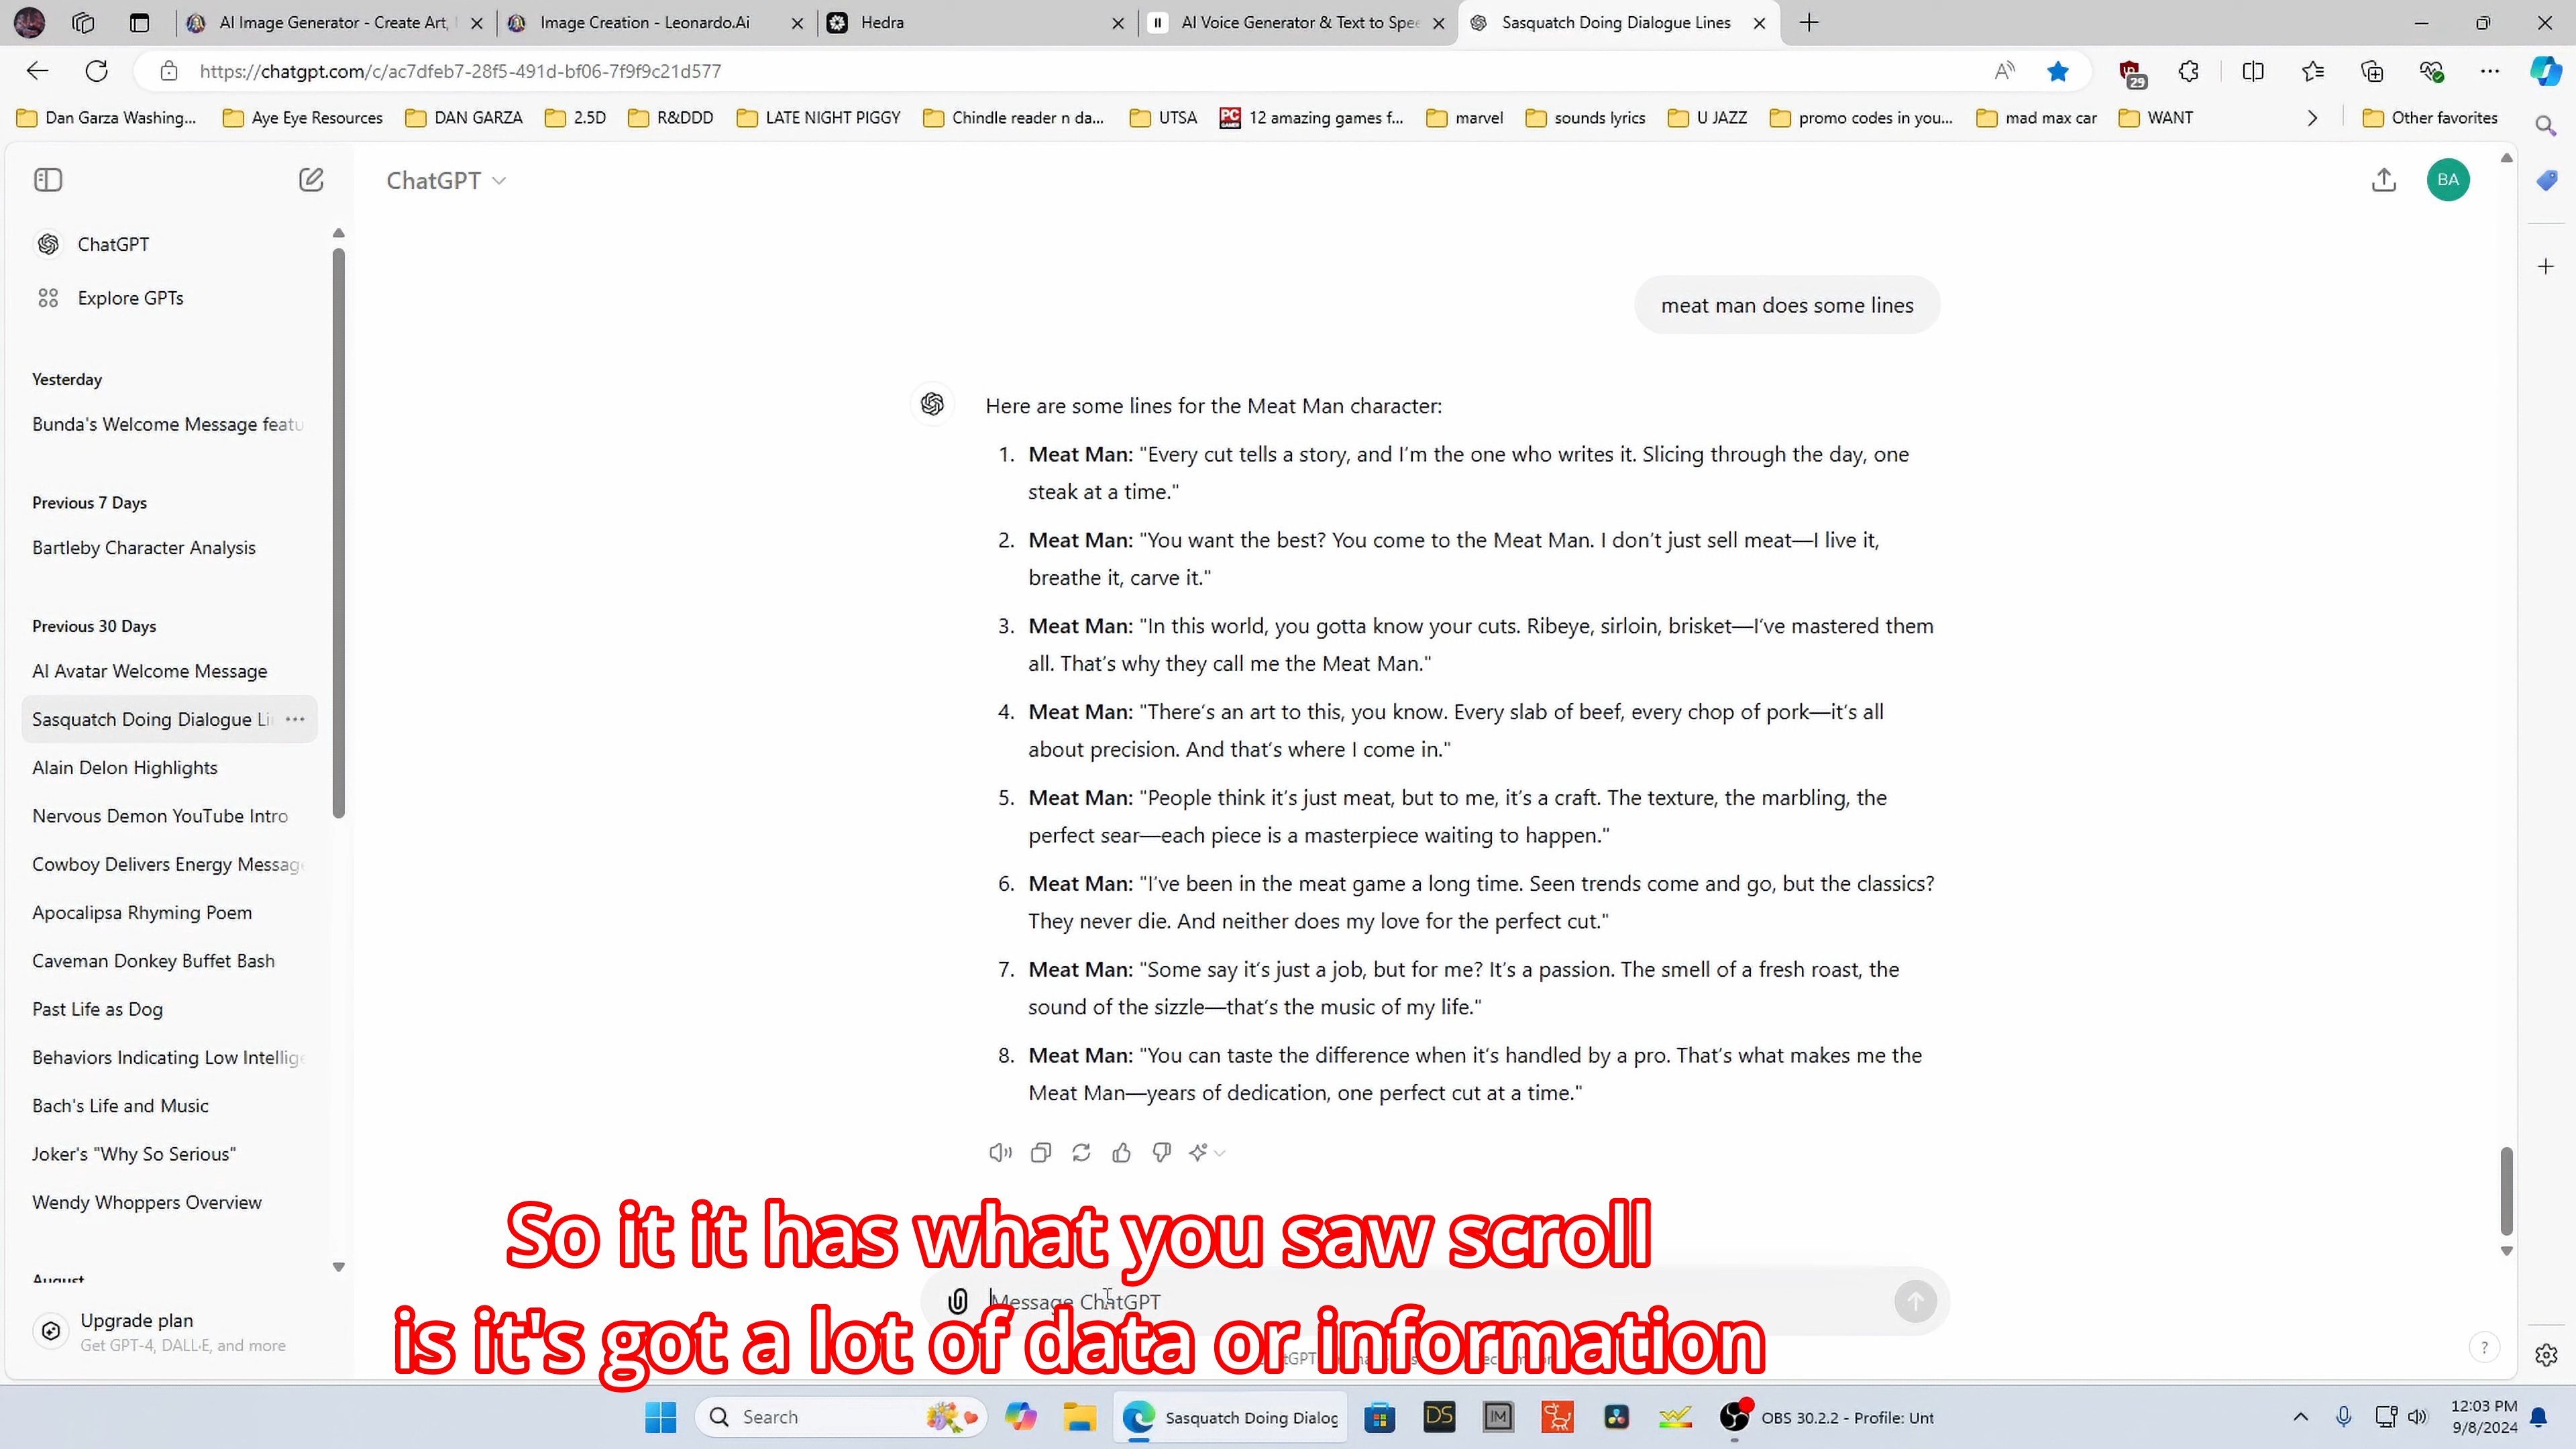 AI Image Generator - Create Art,
Image Creation - Leonardo.Ai
Hedra
AI Voice Generator & Text to Spee
Sasquatch Doing Dialogue Lines
https://chatgpt.com/c/ac7dfeb7-28f5-491d-bf06-7f9f9c21d577
29
Dan Garza Washing...
Aye Eye Resources
DAN GARZA
2.5D
R&DDD
LATE NIGHT PIGGY
Chindle reader n da...
UTSA
PC
12 amazing games f...
marvel
sounds lyrics
U JAZZ
promo codes in you...
mad max car
WANT
Other favorites
ChatGPT
BA
ChatGPT
Explore GPTs
Yesterday
Bunda's Welcome Message featu
Previous 7 Days
Bartleby Character Analysis
Previous 30 Days
AI Avatar Welcome Message
Sasquatch Doing Dialogue Li
Alain Delon Highlights
Nervous Demon YouTube Intro
Cowboy Delivers Energy Message
Apocalipsa Rhyming Poem
Caveman Donkey Buffet Bash
Past Life as Dog
Behaviors Indicating Low Intellige
Bach's Life and Music
Joker's "Why So Serious"
Wendy Whoppers Overview
August
Upgrade plan
Get GPT-4, DALL·E, and more
meat man does some lines
Here are some lines for the Meat Man character:
1. Meat Man: "Every cut tells a story, and I'm the one who writes it. Slicing through the day, one
steak at a time."
2. Meat Man: "You want the best? You come to the Meat Man. I don't just sell meat—I live it,
breathe it, carve it."
3. Meat Man: "In this world, you gotta know your cuts. Ribeye, sirloin, brisket—I've mastered them
all. That's why they call me the Meat Man."
4. Meat Man: "There's an art to this, you know. Every slab of beef, every chop of pork—it's all
about precision. And that's where I come in."
5. Meat Man: "People think it's just meat, but to me, it's a craft. The texture, the marbling, the
perfect sear—each piece is a masterpiece waiting to happen."
6. Meat Man: "I've been in the meat game a long time. Seen trends come and go, but the classics?
They never die. And neither does my love for the perfect cut."
7. Meat Man: "Some say it's just a job, but for me? It's a passion. The smell of a fresh roast, the
sound of the sizzle—that's the music of my life."
8. Meat Man: "You can taste the difference when it's handled by a pro. That's what makes me the
Meat Man—years of dedication, one perfect cut at a time."
So it it has what you saw scroll
Message ChatGPT
is it's got a lot of data or information
?
Search
Sasquatch Doing Dialog
DS
IM
OBS 30.2.2 - Profile: Unt
12:03 PM
9/8/2024